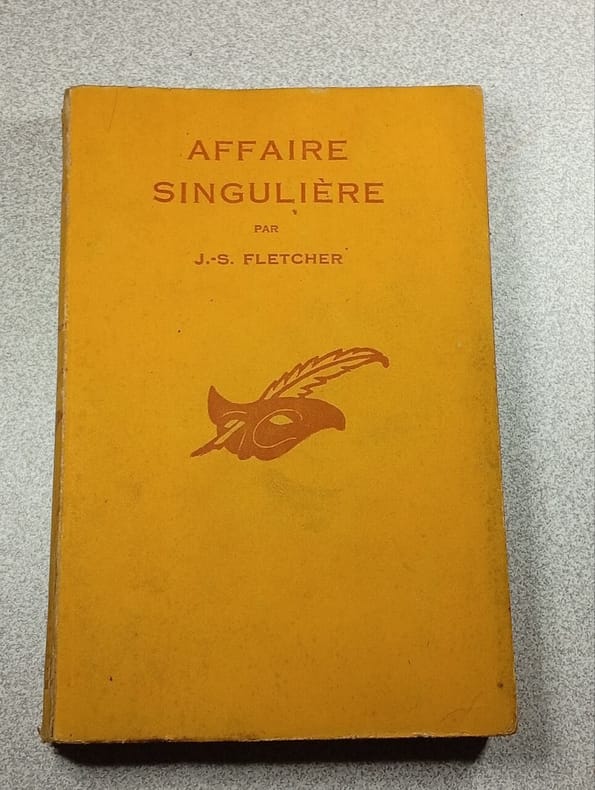 AFFAIRE
SINGULIÈRE
PAR
J.-S. FLETCHER